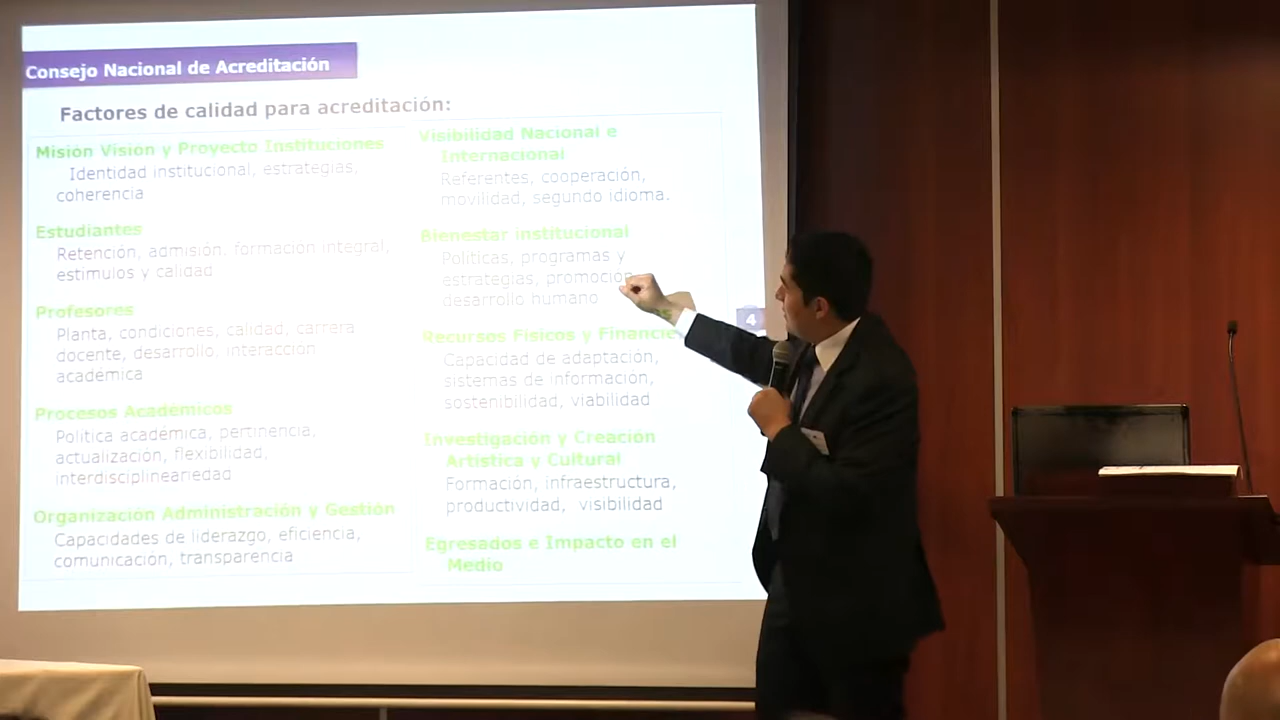 Consejo Nacional de Acreditación
Factores de calidad para acreditación:
Misión Visión y Proyecto Instituciones
Identidad institucional, estrategias,
coherencia
Estudiantes
Retención, admisión, formación integral,
estímulos y calidad
Profesores
Planta, condiciones, calidad, carrera
docente, desarrollo, interacción
académica
Procesos Académicos
Política académica, pertinencia,
actualización, flexibilidad,
interdisciplineariedad
Organización Administración y Gestión
Capacidades de liderazgo, eficiencia,
comunicación, transparencia
Visibilidad Nacional e
Internacional
Referentes, cooperación,
movilidad, segundo idioma.
Bienestar institucional
Políticas, programas y
estrategias, promoción
desarrollo humano
Recursos Físicos y
Capacidad de adaptación,
sistemas de información,
sostenibilidad, viabilidad
Investigación y Creación
Artística y Cultural
Formación, infraestructura,
productividad, visibilidad
Egresados e Impacto en el
Medio
4